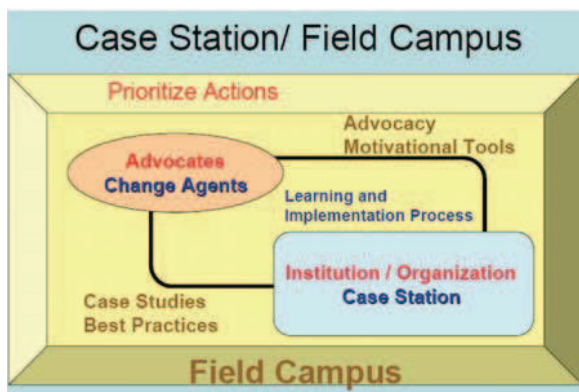 Case Station/ Field Campus
Prioritize Actions
Advocacy
Motivational Tools
Advocates
Change Agents
Learning and
Implementation Process
Institution / Organization
Case Station
Case Studies
Best Practices
Field Campus